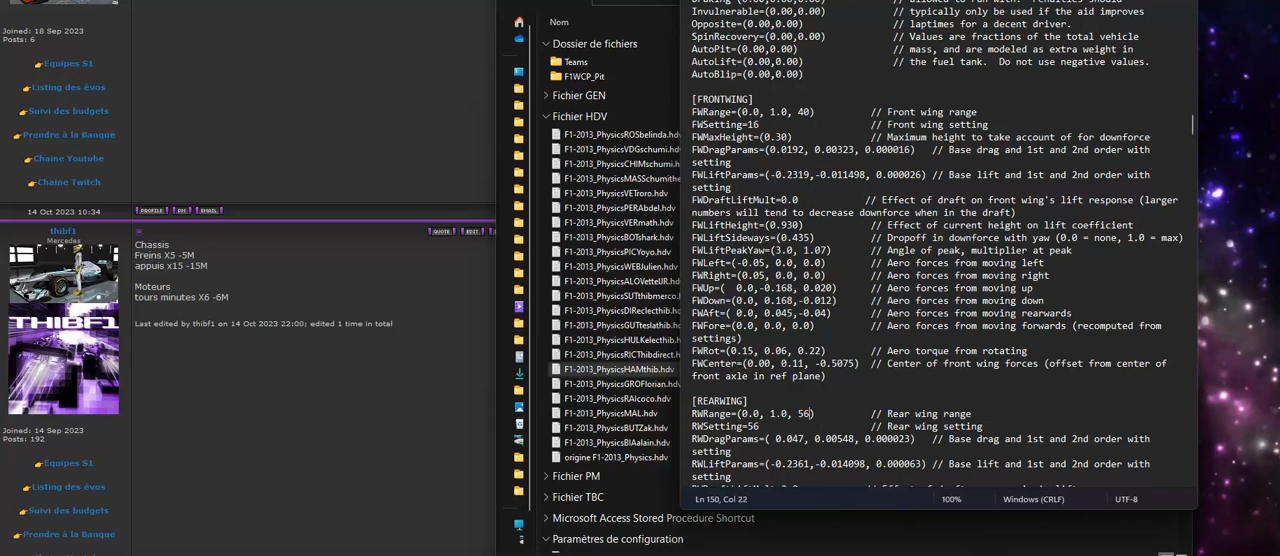 Joined: 18 Sep 2023
Posts: 6
Equipes S1
Listing des évos
Suivi des budgets
Prendre à la Banque
Chaine Youtube
Chaine Twitch
14 Oct 2023 10:34
PROFILE PM EMAIL
thibf1
Mercedes
QUOTE EDIT
Chassis
Freins X5 -5M
appuis x15 -15M
Moteurs
tours minutes X6 -6M
Last edited by thibf1 on 14 Oct 2023 22:00; edited 1 time in total
THIBF1
Joined: 14 Sep 2023
Posts: 192
Equipes S1
Listing des évos
Suivi des budgets
Prendre à la Banque
Chaine Youtube
Nom
Dossier de fichiers
Teams
F1WCP_Pit
Fichier GEN
Fichier HDV
F1-2013_PhysicsROSbelinda.hdv
F1-2013_PhysicsVDGschumi.hdv
F1-2013_PhysicsCHIMschumi.hdv
F1-2013_PhysicsMASSchumithe
F1-2013_PhysicsVETroro.hdv
F1-2013_PhysicsPERAbdel.hdv
F1-2013_PhysicsVERmath.hdv
F1-2013_PhysicsBOTshark.hdv
F1-2013_PhysicsPICYoyo.hdv
F1-2013_PhysicsWEBJulien.hdv
F1-2013_PhysicsALOVetteIJR.hdv
F1-2013_PhysicsSUTthibmerco.hd
F1-2013_PhysicsDIReclecthib.hdv
F1-2013_PhysicsGUTteslathib.hdv
F1-2013_PhysicsHULKelecthib.hdv
F1-2013_PhysicsRICThibdirect.hdv
F1-2013_PhysicsHAMthib.hdv
F1-2013_PhysicsGROFlorian.hdv
F1-2013_PhysicsRAIcoco.hdv
F1-2013_PhysicsMAL.hdv
F1-2013_PhysicsBUTZak.hdv
F1-2013_PhysicsBIAalain.hdv
origine F1-2013_Physics.hdv
Fichier PM
Fichier TBC
Microsoft Access Stored Procedure Shortcut
Paramètres de configuration
Invulnerable=(0.00,0.00) // typically only be used if the aid improves
Opposite=(0.00,0.00) // laptimes for a decent driver.
SpinRecovery=(0.00,0.00) // Values are fractions of the total vehicle
AutoPit=(0.00,0.00) // mass, and are modeled as extra weight in
AutoLift=(0.00,0.00) // the fuel tank. Do not use negative values.
AutoBlip=(0.00,0.00)
[FRONTWING]
FWRange=(0.0, 1.0, 40) // Front wing range
FWSetting=16 // Front wing setting
FWMaxHeight=(0.30) // Maximum height to take account of for downforce
FWDragParams=(0.0192, 0.00323, 0.000016) // Base drag and 1st and 2nd order with
setting
FWLiftParams=(-0.2319,-0.011498, 0.000026) // Base lift and 1st and 2nd order with
setting
FWDraftLiftMult=0.0 // Effect of draft on front wing's lift response (larger
numbers will tend to decrease downforce when in the draft)
FWLiftHeight=(0.930) // Effect of current height on lift coefficient
FWLiftSideways=(0.435) // Dropoff in downforce with yaw (0.0 = none, 1.0 = max)
FWLiftPeakYaw=(3.0, 1.07) // Angle of peak, multiplier at peak
FWLeft=(-0.05, 0.0, 0.0) // Aero forces from moving left
FWRight=(0.05, 0.0, 0.0) // Aero forces from moving right
FWUp=( 0.0,-0.168, 0.020) // Aero forces from moving up
FWDown=(0.0, 0.168,-0.012) // Aero forces from moving down
FWAft=(0.0, 0.045,-0.04) // Aero forces from moving rearwards
FWFore=(0.0, 0.0, 0.0) // Aero forces from moving forwards (recomputed from
settings)
FWRot=(0.15, 0.06, 0.22) // Aero torque from rotating
FWCenter=(0.00, 0.11, -0.5075) // Center of front wing forces (offset from center of
front axle in ref plane)
[REARWING]
RWRange=(0.0, 1.0, 56) // Rear wing range
RWSetting=56 // Rear wing setting
RWDragParams=( 0.047, 0.00548, 0.000023) // Base drag and 1st and 2nd order with
setting
RWLiftParams=(-0.2361,-0.014098, 0.000063) // Base lift and 1st and 2nd order with
setting
Ln 150, Col 22 100% Windows (CRLF) UTF-8